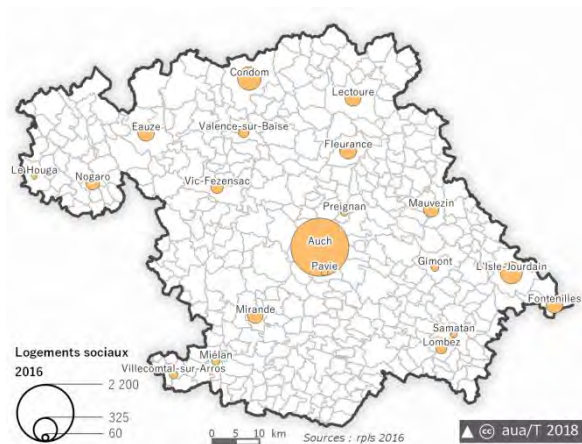 Condom
Lectoure
Eauze
Valence-sur-Baïse
Fleurance
Le Houga
Nogaro
Vic-Fezensac
Preignan
Mauvezin
Auch
Pavie
Gimont
L'Isle-Jourdain
Fontenilles
Mirande
Samatan
Lombez
Miélan
Villecomtal-sur-Arros
Logements sociaux
2016
2 200
325
60
0 5 10 km
Sources : rpls 2016
cc aua/T 2018